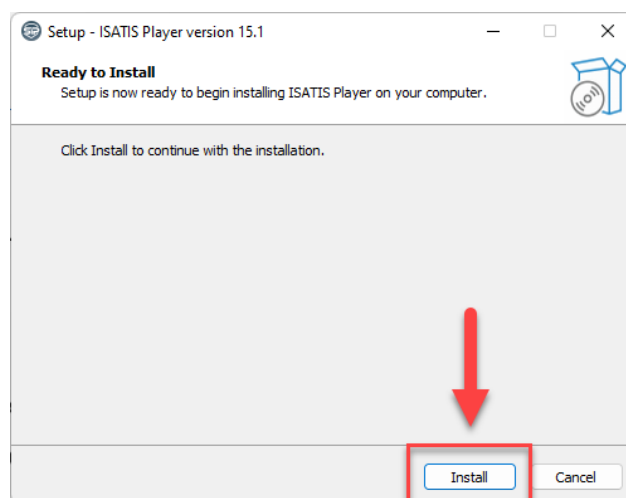 Setup - ISATIS Player version 15.1
Ready to Install
Setup is now ready to begin installing ISATIS Player on your computer.
Click Install to continue with the installation.
Install
Cancel